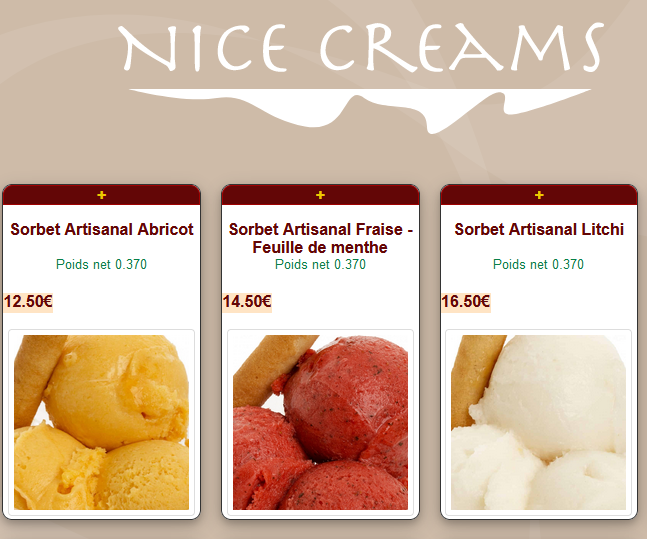 NICE CREAMS
+
Sorbet Artisanal Abricot
Poids net 0.370
12.50€
+
Sorbet Artisanal Fraise -
Feuille de menthe
Poids net 0.370
14.50€
+
Sorbet Artisanal Litchi
Poids net 0.370
16.50€